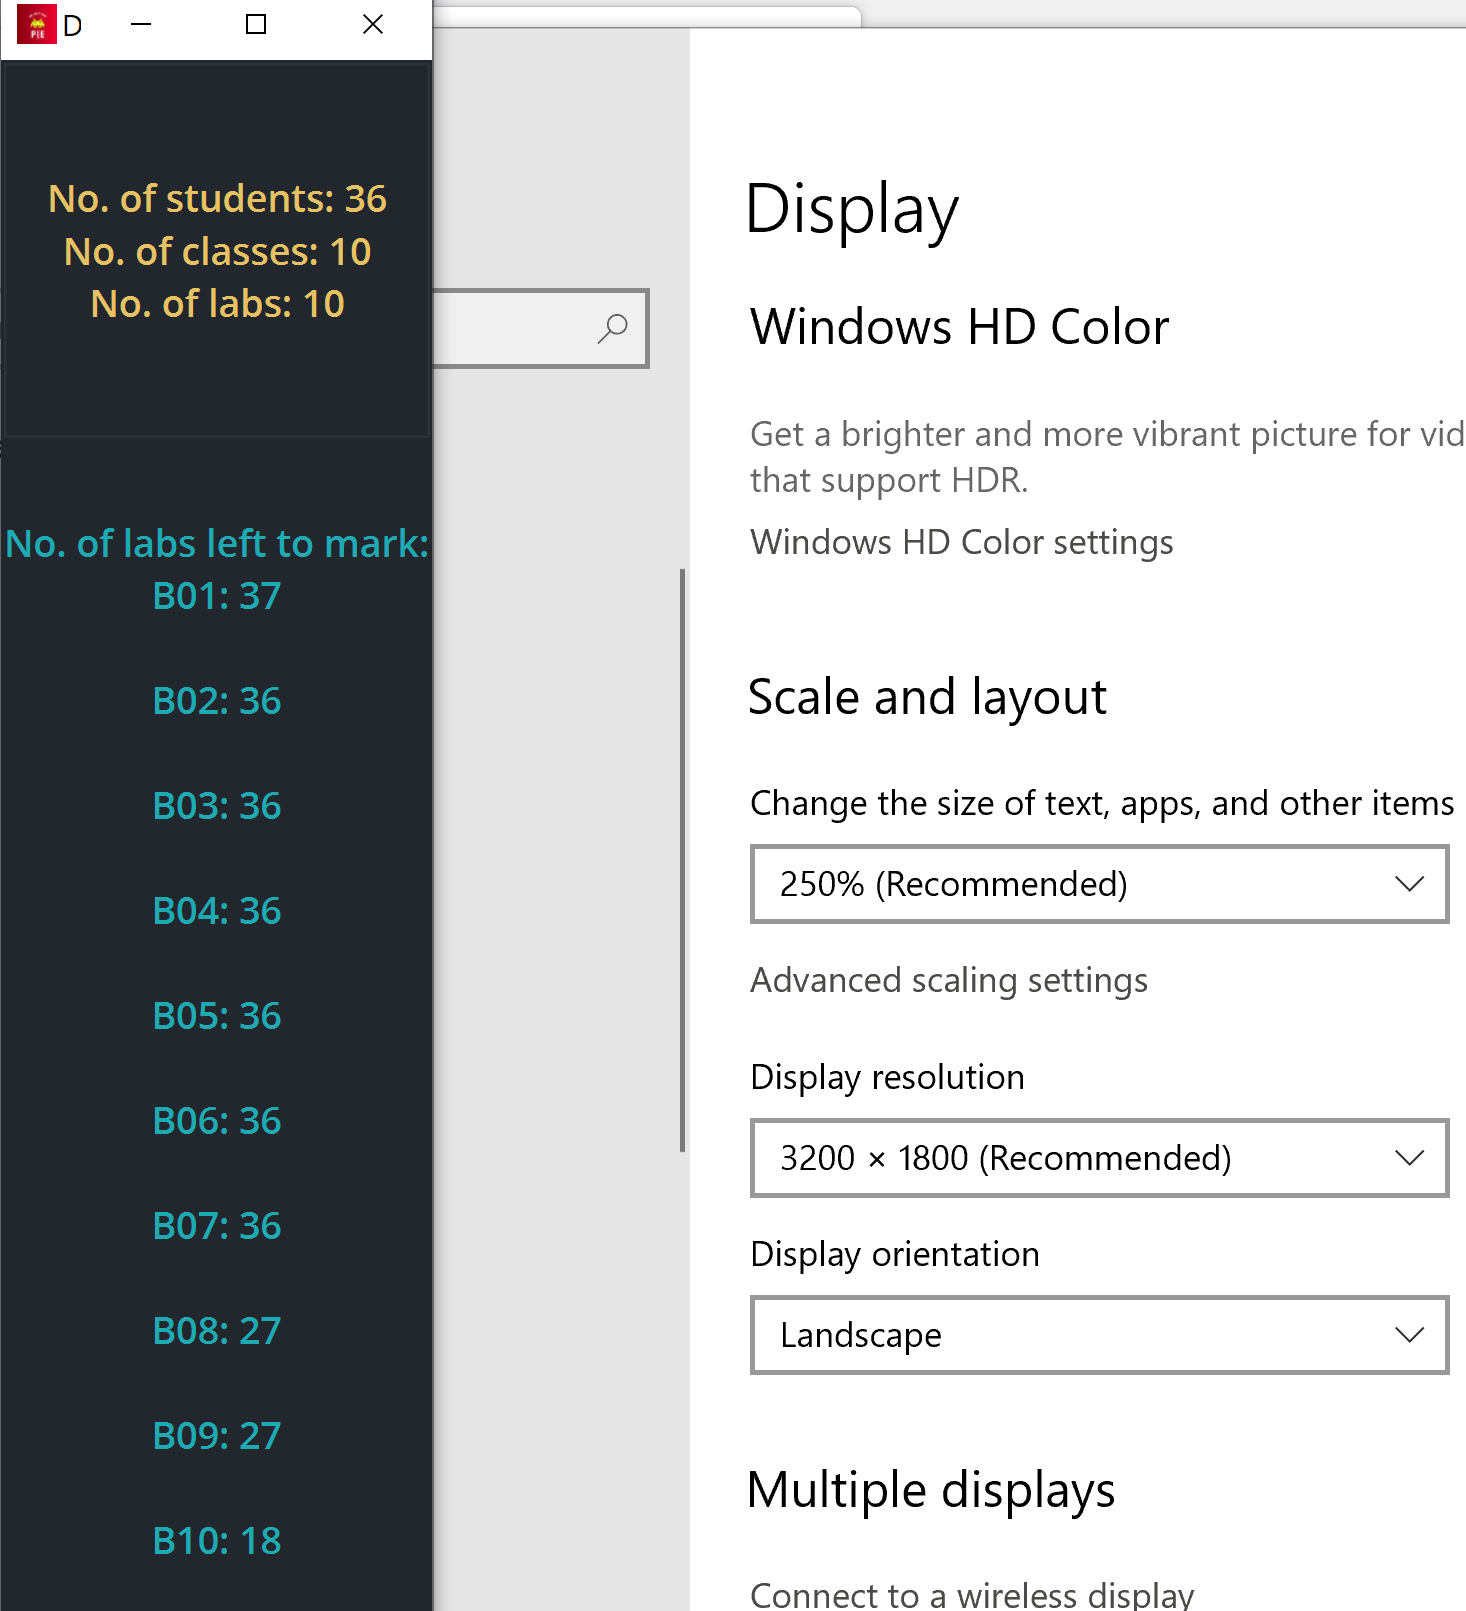 D
PIE
No. of students: 36
No. of classes: 10
No. of labs: 10
No. of labs left to mark:
B01: 37
B02: 36
B03: 36
B04: 36
B05: 36
B06: 36
B07: 36
B08: 27
B09: 27
B10: 18
Display
Windows HD Color
Get a brighter and more vibrant picture for vid
that support HDR.
Windows HD Color settings
Scale and layout
Change the size of text, apps, and other items
250% (Recommended)
Advanced scaling settings
Display resolution
3200 × 1800 (Recommended)
Display orientation
Landscape
Multiple displays
Connect to a wireless display